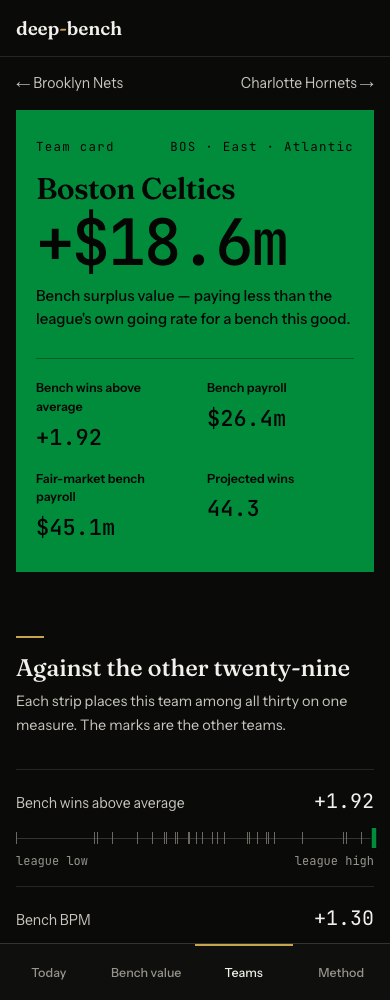 deep-bench
← Brooklyn Nets
Charlotte Hornets →
Team card
BOS · East · Atlantic
Boston Celtics
+$18.6m
Bench surplus value — paying less than the
league's own going rate for a bench this good.
Bench wins above
average
+1.92
Bench payroll
$26.4m
Fair-market bench
payroll
$45.1m
Projected wins
44.3
Against the other twenty-nine
Each strip places this team among all thirty on one
measure. The marks are the other teams.
Bench wins above average
+1.92
league low
league high
Bench BPM
+1.30
Today
Bench value
Teams
Method